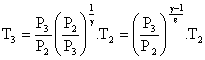 T₃ = P₃/P₂ (P₂/P₃)^(1/γ) .T₂ = (P₃/P₂)^((γ−1)/g) .T₂